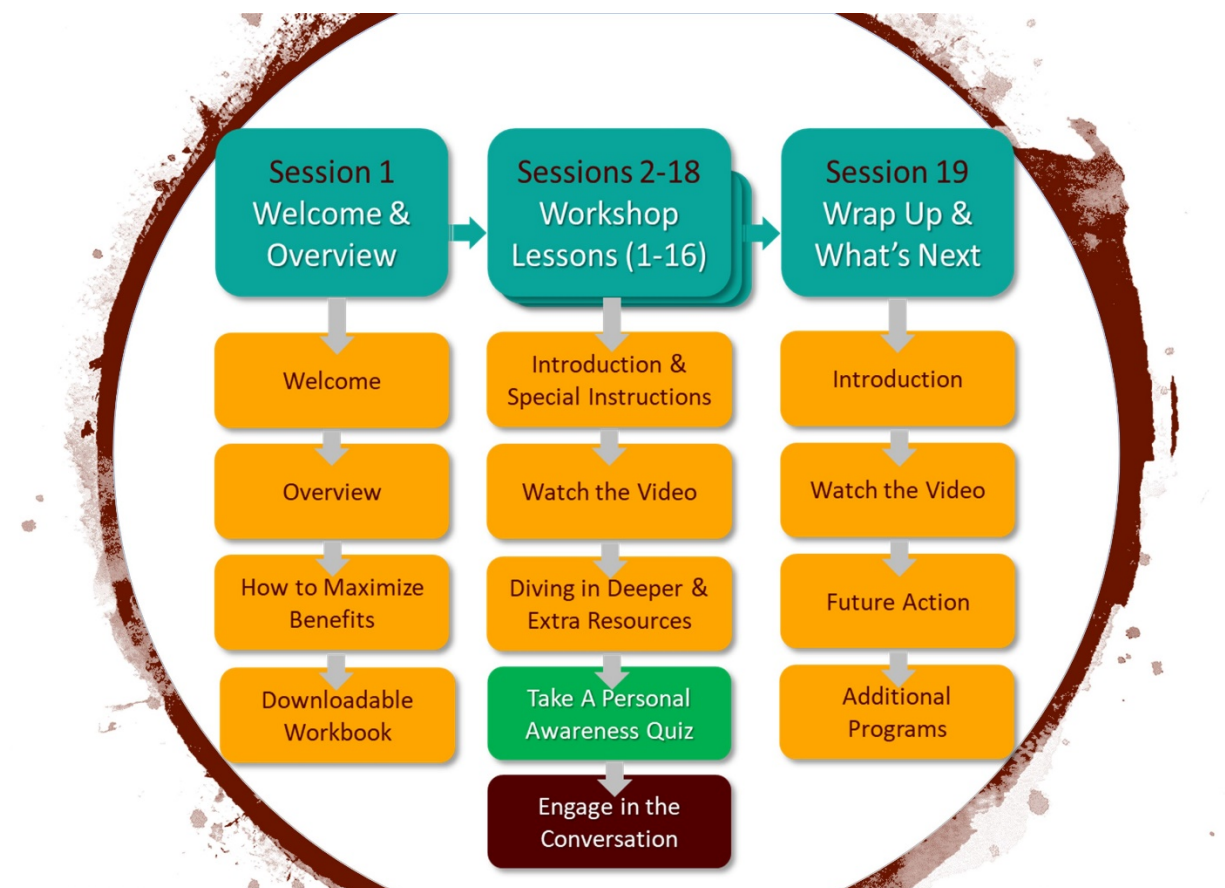 Session 1
Welcome &
Overview
Sessions 2-18
Workshop
Lessons (1-16)
Session 19
Wrap Up &
What's Next
Welcome
Overview
How to Maximize
Benefits
Downloadable
Workbook
Introduction &
Special Instructions
Watch the Video
Diving in Deeper &
Extra Resources
Take A Personal
Awareness Quiz
Engage in the
Conversation
Introduction
Watch the Video
Future Action
Additional
Programs